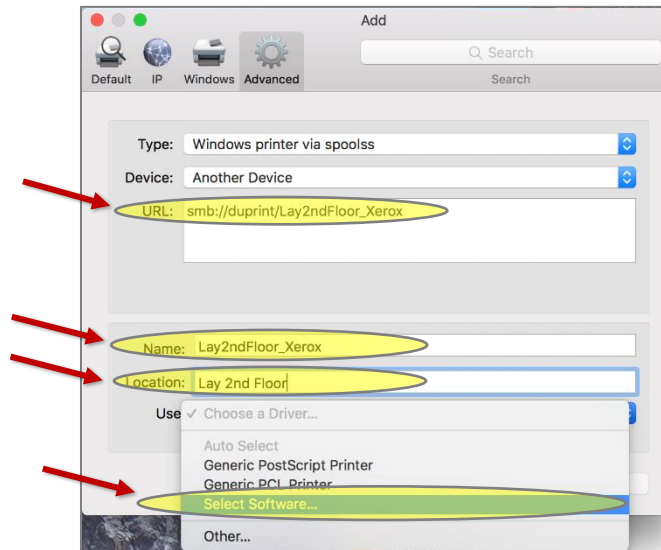 Add
Search
Default IP Windows Advanced
Search
Type: Windows printer via spoolss
Device: Another Device
URL: smb://duprint/Lay2ndFloor_Xerox
Name: Lay2ndFloor_Xerox
Location: Lay 2nd Floor
Use ✓ Choose a Driver...
Auto Select
Generic PostScript Printer
Generic PCL Printer
Select Software...
Other...